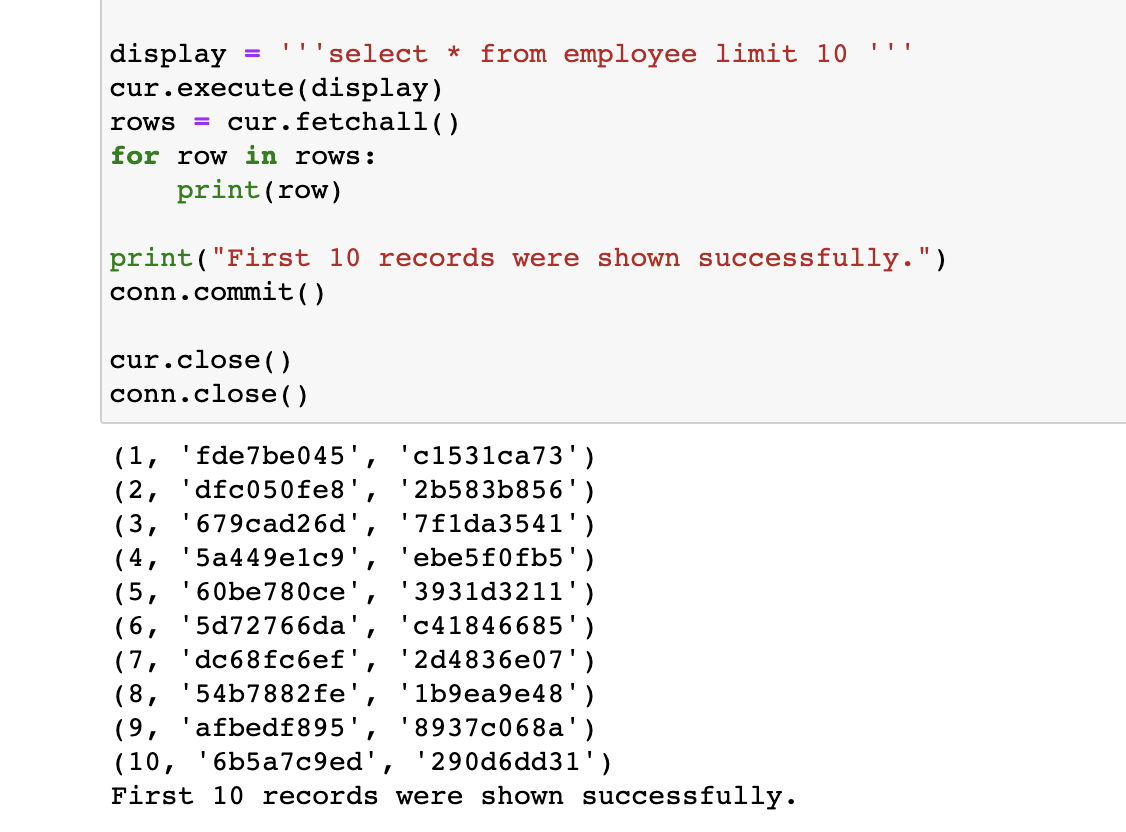 display = '''select * from employee limit 10 '''
cur.execute(display)
rows = cur.fetchall()
for row in rows:
    print(row)

print("First 10 records were shown successfully.")
conn.commit()

cur.close()
conn.close()
(1, 'fde7be045', 'c1531ca73')
(2, 'dfc050fe8', '2b583b856')
(3, '679cad26d', '7f1da3541')
(4, '5a449e1c9', 'ebe5f0fb5')
(5, '60be780ce', '3931d3211')
(6, '5d72766da', 'c41846685')
(7, 'dc68fc6ef', '2d4836e07')
(8, '54b7882fe', '1b9ea9e48')
(9, 'afbedf895', '8937c068a')
(10, '6b5a7c9ed', '290d6dd31')
First 10 records were shown successfully.